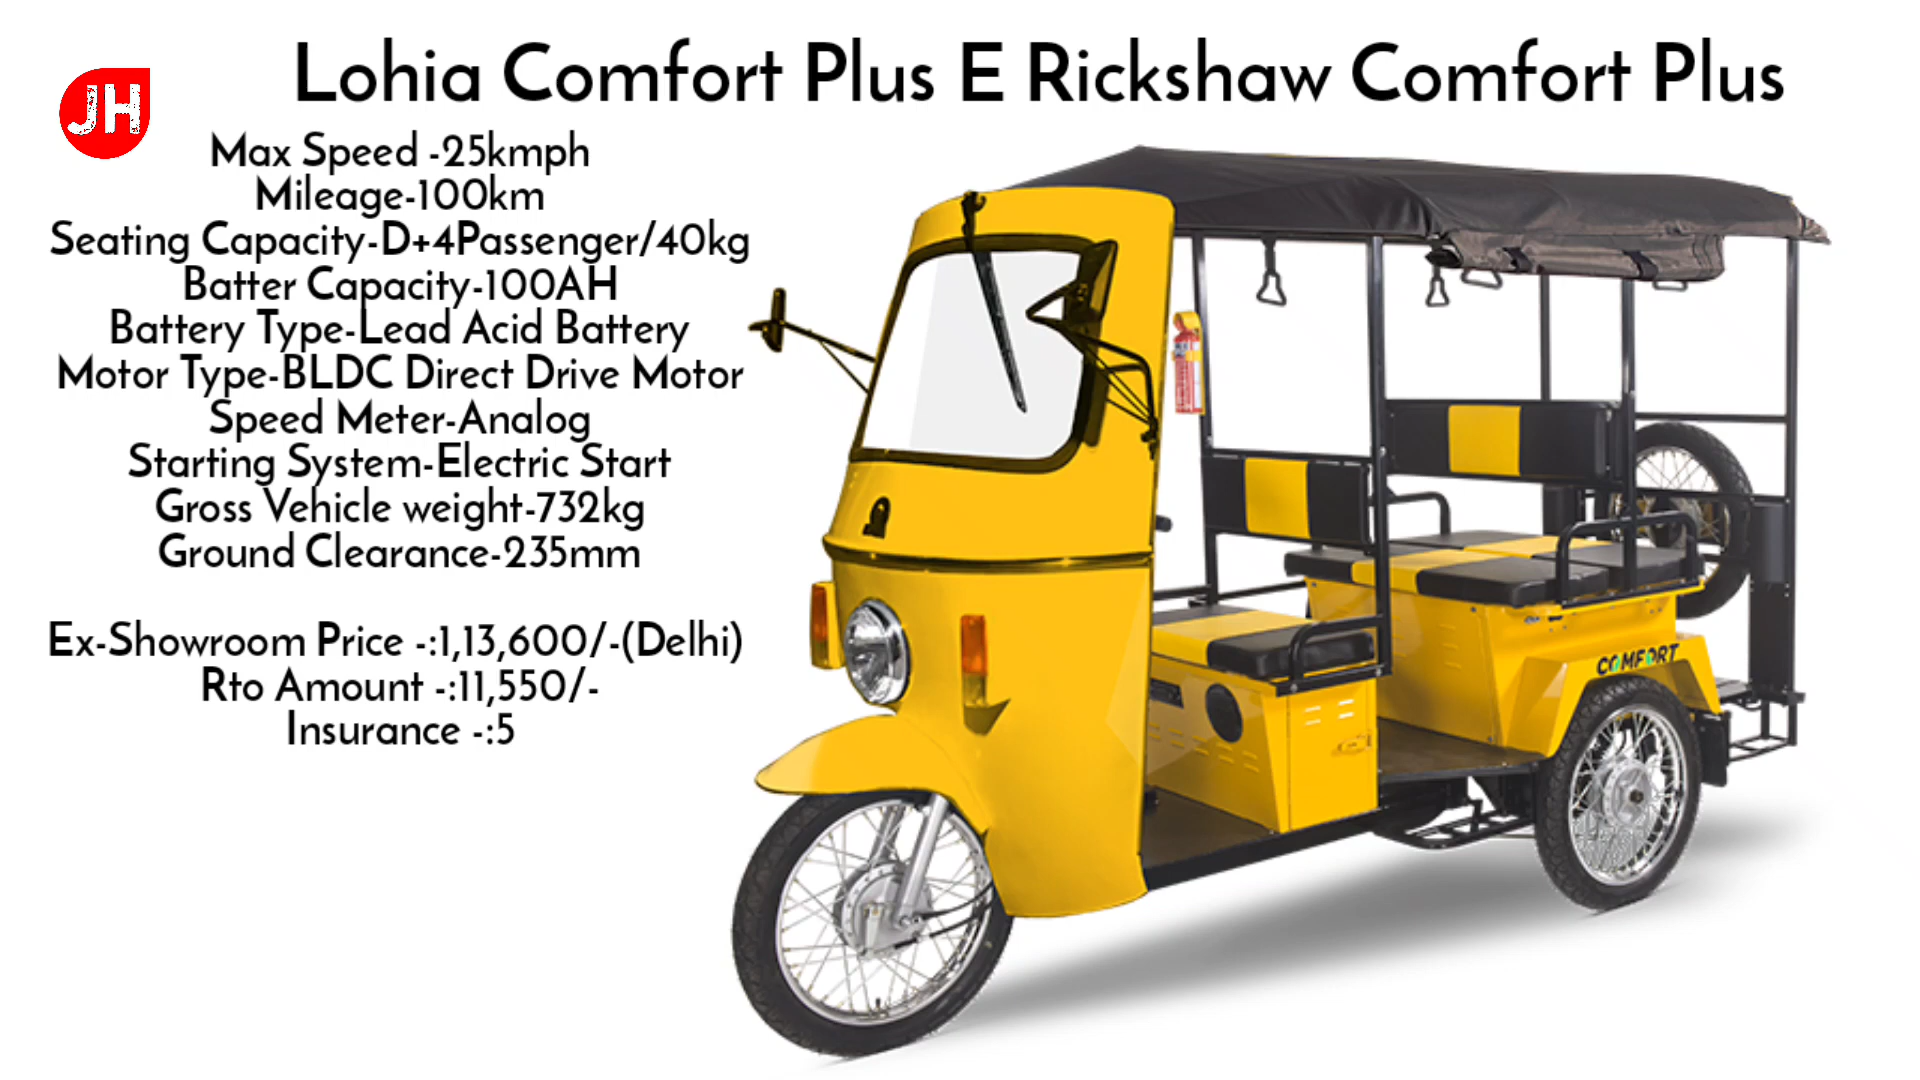 Lohia Comfort Plus E Rickshaw Comfort Plus
JH
Max Speed -25kmph
Mileage-100km
Seating Capacity-D+4Passenger/40kg
Batter Capacity-100AH
Battery Type-Lead Acid Battery
Motor Type-BLDC Direct Drive Motor
Speed Meter-Analog
Starting System-Electric Start
Gross Vehicle weight-732kg
Ground Clearance-235mm
Ex-Showroom Price -:1,13,600/-(Delhi)
Rto Amount -:11,550/-
Insurance -:5
COMFORT